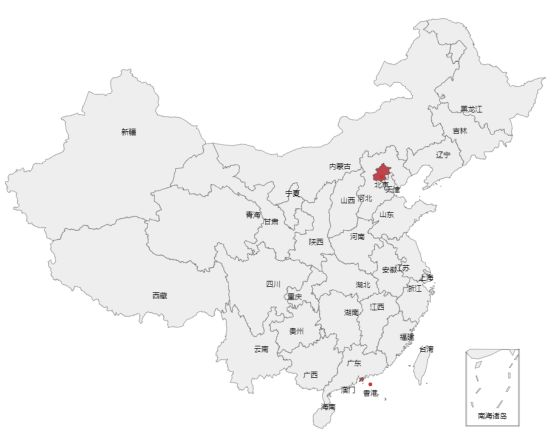 黑龙江
吉林
新疆
辽宁
内蒙古
北京
天津
宁夏
山西
河北
青海
甘肃
山东
陕西
河南
安徽
江苏
上海
四川
湖北
浙江
西藏
重庆
湖南
江西
贵州
福建
云南
台湾
广东
广西
澳门
香港
海南
南海诸岛